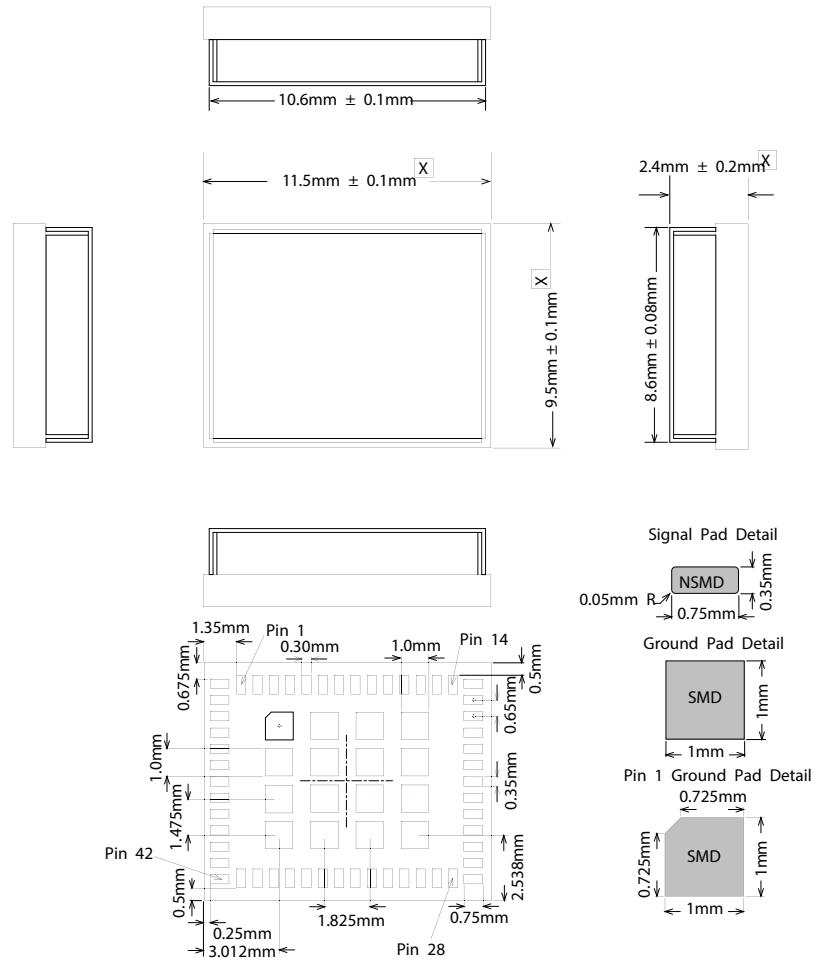 10.6mm ± 0.1mm
X
11.5mm ± 0.1mm
X
2.4mm ± 0.2mm
X
9.5mm ± 0.1mm
8.6mm ± 0.08mm
Signal Pad Detail
NSMD
0.35mm
0.05mm R
0.75mm
Ground Pad Detail
SMD
1mm
1mm
Pin 1 Ground Pad Detail
0.725mm
SMD
0.725mm
1mm
1mm
1.35mm
Pin 1
0.30mm
1.0mm
Pin 14
0.5mm
0.675mm
0.65mm
1.0mm
0.35mm
1.475mm
Pin 42
2.538mm
0.5mm
0.25mm
3.012mm
1.825mm
0.75mm
Pin 28